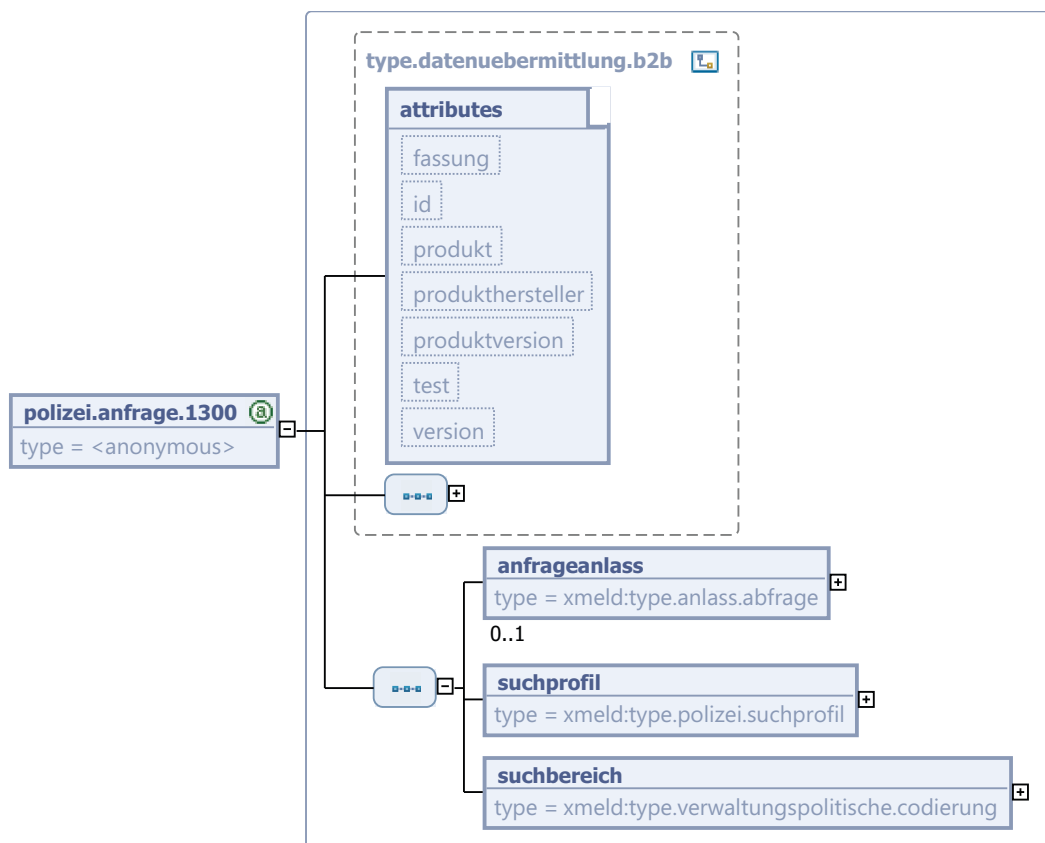 type.datenuebermittlung.b2b
attributes
fassung
id
produkt
produkthersteller
produktversion
test
version
polizei.anfrage.1300 @
type = <anonymous>
anfrageanlass
type = xmeld:type.anlass.abfrage
0..1
suchprofil
type = xmeld:type.polizei.suchprofil
suchbereich
type = xmeld:type.verwaltungspolitische.codierung